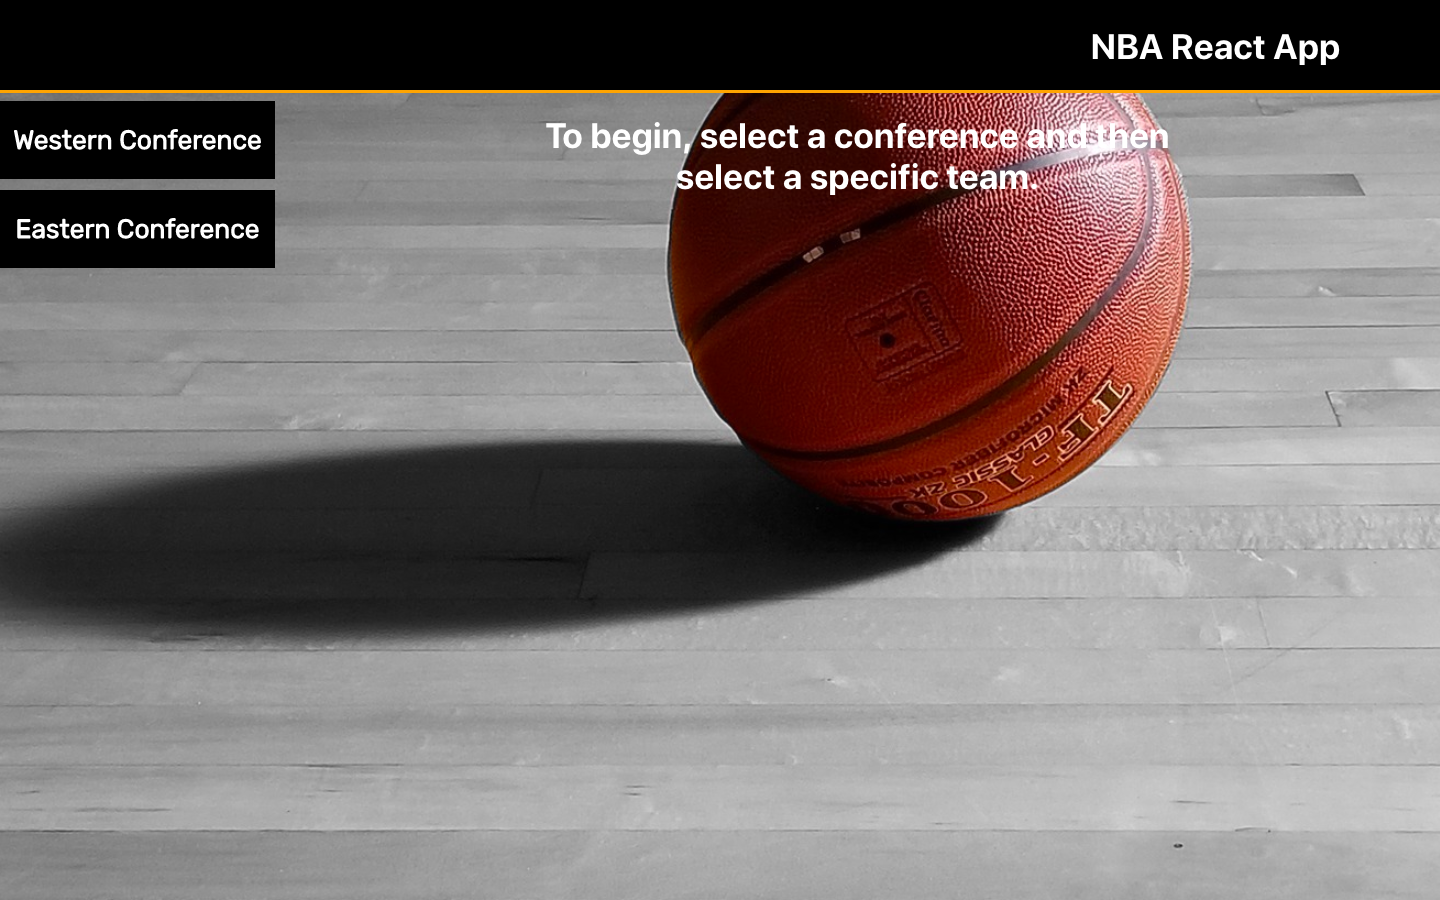 NBA React App
Western Conference
Eastern Conference
To begin, select a conference and then
select a specific team.
TF-100
CLASSIC ZK
ZK MICROFIBER COMPOSITE